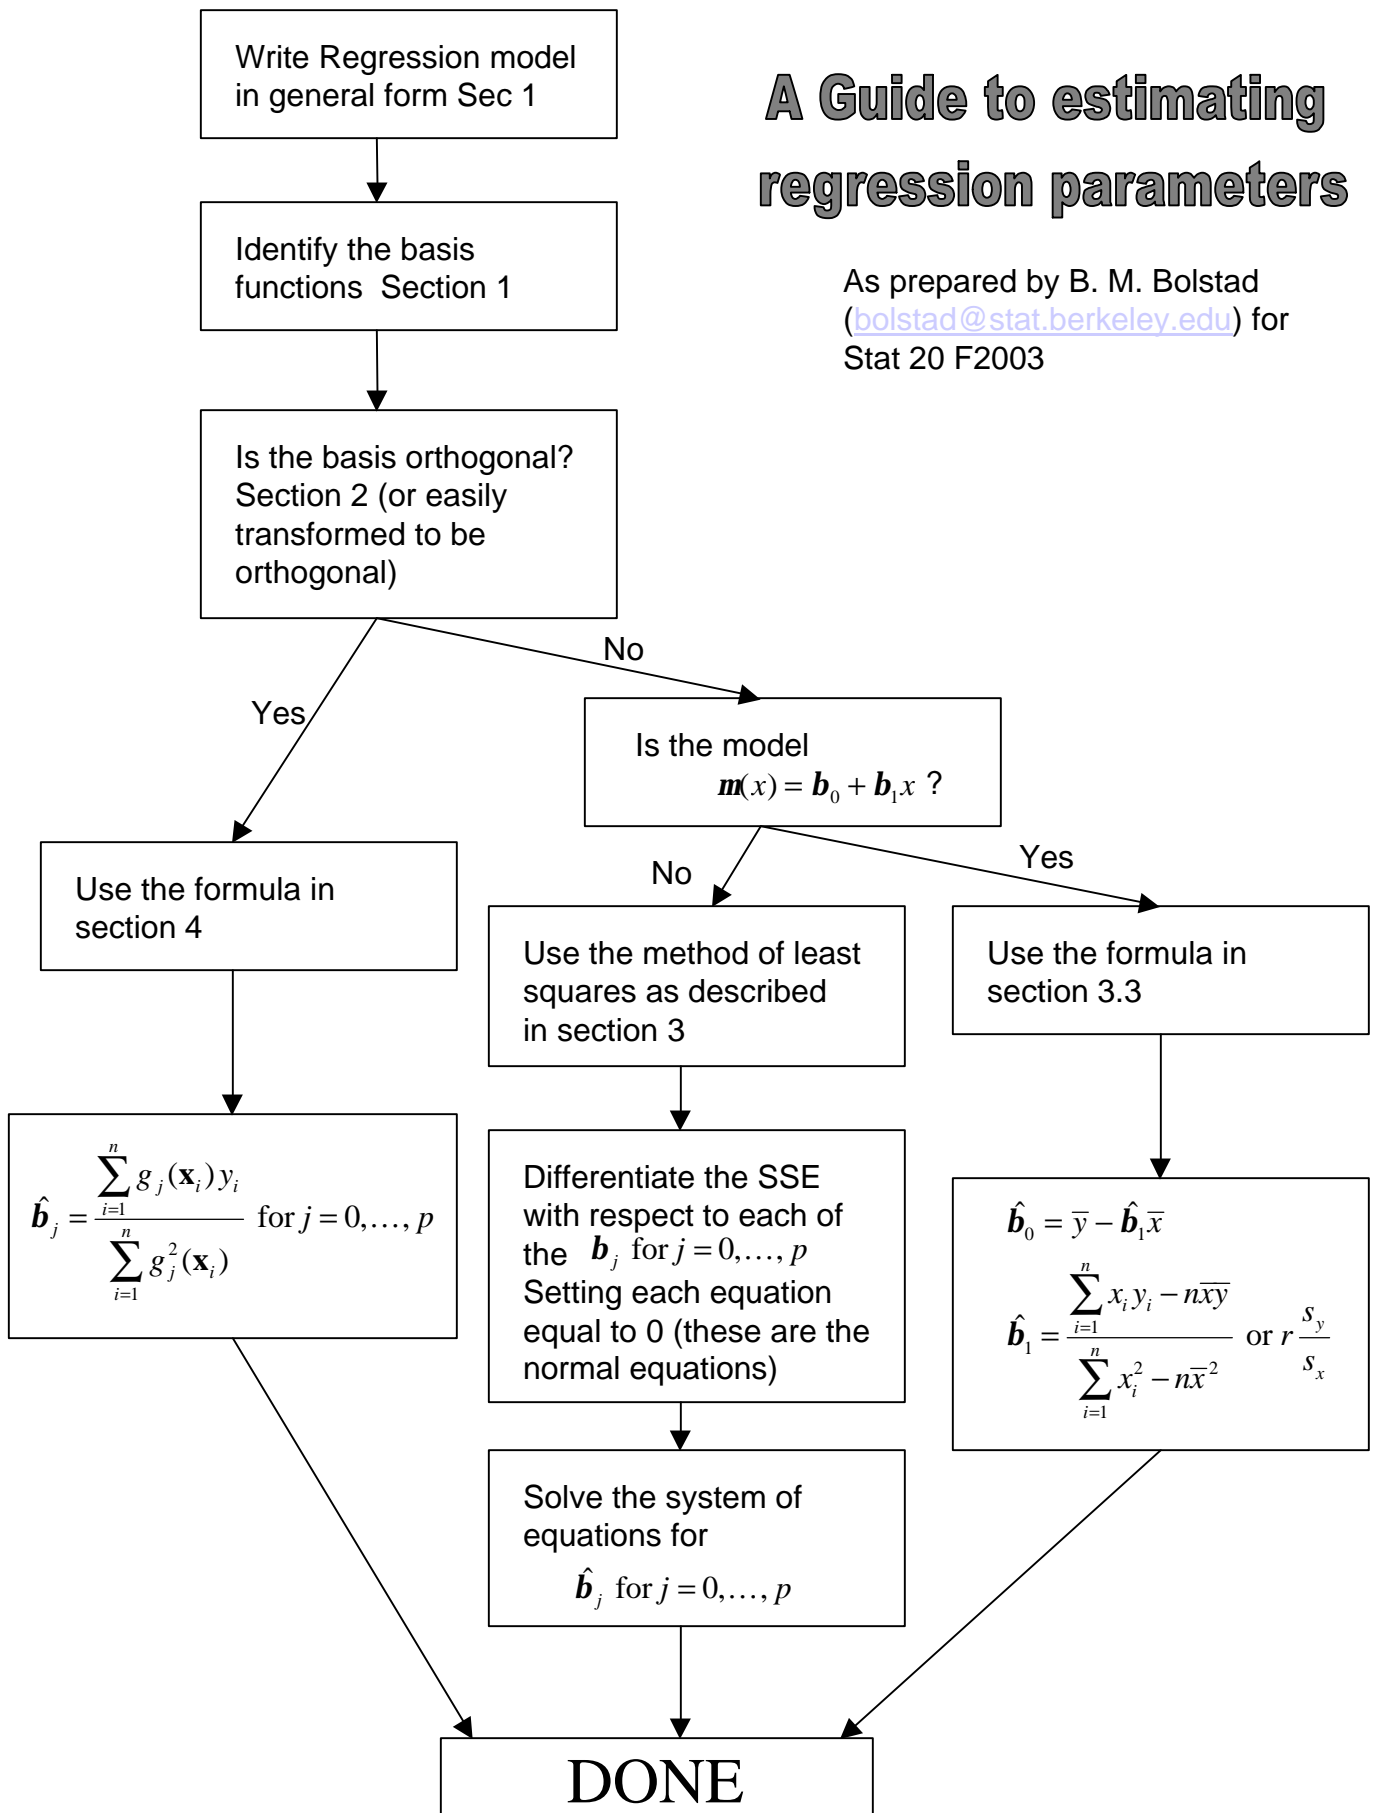 Write Regression model
in general form Sec 1
A Guide to estimating
regression parameters
Identify the basis
functions  Section 1
As prepared by B. M. Bolstad
(bolstad@stat.berkeley.edu) for
Stat 20 F2003
Is the basis orthogonal?
Section 2 (or easily
transformed to be
orthogonal)
No
Yes
Is the model
m(x) = b₀ + b₁x ?
No
Yes
Use the formula in
section 4
Use the method of least
squares as described
in section 3
Use the formula in
section 3.3
b̂ⱼ = ∑ⁿᵢ₌₁ gⱼ(𝐱ᵢ)yᵢ / ∑ⁿᵢ₌₁ gⱼ²(𝐱ᵢ) for j = 0,…, p
Differentiate the SSE
with respect to each of
the bⱼ for j = 0,…, p
Setting each equation
equal to 0 (these are the
normal equations)
b̂₀ = y̅ − b̂₁x̅
b̂₁ = (∑ⁿᵢ₌₁ xᵢyᵢ − nx̅y̅) / (∑ⁿᵢ₌₁ xᵢ² − nx̅²) or r s_y / s_x
Solve the system of
equations for
b̂ⱼ for j = 0,…, p
DONE